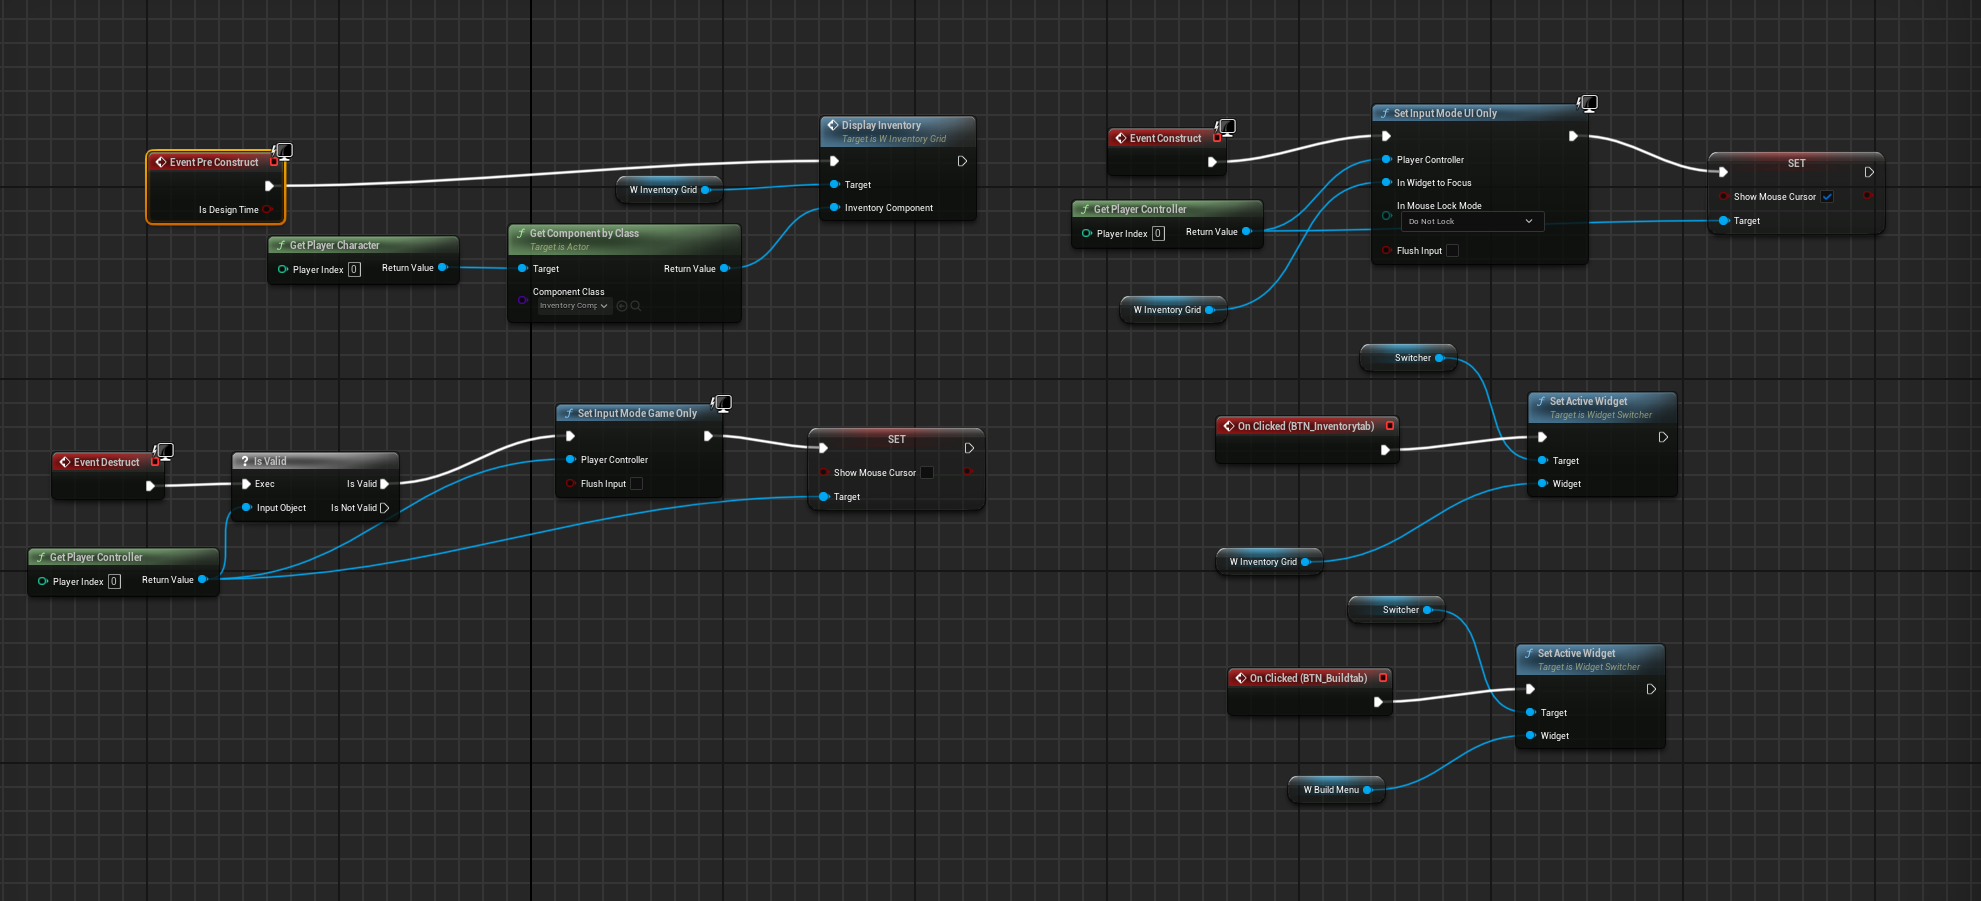 Event Pre Construct
Is Design Time
Get Player Character
Player Index 0 Return Value
W Inventory Grid
Get Component by Class
Target is Actor
Target Return Value
Component Class
Inventory Comp
Display Inventory
Target is W Inventory Grid
Target
Inventory Component
Event Construct
Get Player Controller
Player Index 0 Return Value
W Inventory Grid
Set Input Mode UI Only
Player Controller
In Widget to Focus
In Mouse Lock Mode
Do Not Lock
Flush Input
SET
Show Mouse Cursor
Target
Event Destruct
? Is Valid
Exec Is Valid
Input Object Is Not Valid
Get Player Controller
Player Index 0 Return Value
Set Input Mode Game Only
Player Controller
Flush Input
SET
Show Mouse Cursor
Target
Switcher
On Clicked (BTN_Inventorytab)
Set Active Widget
Target is Widget Switcher
Target
Widget
W Inventory Grid
Switcher
On Clicked (BTN_Buildtab)
Set Active Widget
Target is Widget Switcher
Target
Widget
W Build Menu